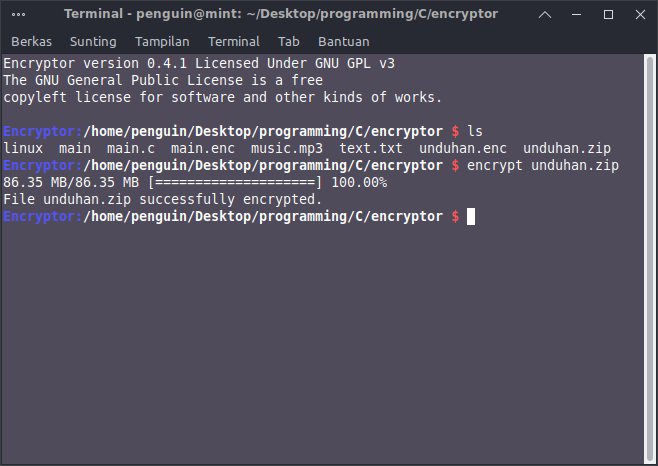 Terminal - penguin@mint: ~/Desktop/programming/C/encryptor
Berkas Sunting Tampilan Terminal Tab Bantuan
Encryptor version 0.4.1 Licensed Under GNU GPL v3
The GNU General Public License is a free
copyleft license for software and other kinds of works.
Encryptor:/home/penguin/Desktop/programming/C/encryptor $ ls
linux  main  main.c  main.enc  music.mp3  text.txt  unduhan.enc  unduhan.zip
Encryptor:/home/penguin/Desktop/programming/C/encryptor $ encrypt unduhan.zip
86.35 MB/86.35 MB [====================] 100.00%
File unduhan.zip successfully encrypted.
Encryptor:/home/penguin/Desktop/programming/C/encryptor $